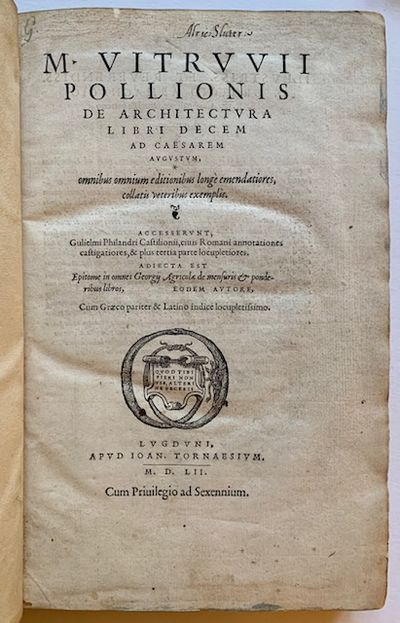 M. VITRVVII
POLLIONIS
DE ARCHITECTVRA
LIBRI DECEM
AD CAESAREM
AVGVSTVM,
omnibus omnium editionibus longè emendatiores,
collatis veteribus exemplis.
ACCESSERVNT,
Gulielmi Philandri Castilionij, ciuis Romani annotationes
castigatiores, & plus tertia parte locupletiores.
ADIECTA EST
Epitome in omnes Georgij Agricolæ de mensuris & ponde-
ribus libros, EODEM AVTORE,
Cum Græco pariter & Latino indice locupletissimo.
QVOD TIBI
FIERI NON
VIS, ALTERI
NE FECERIS
LVGDVNI,
APVD IOAN. TORNAESIVM.
M. D. LII.
Cum Priuilegio ad Sexennium.